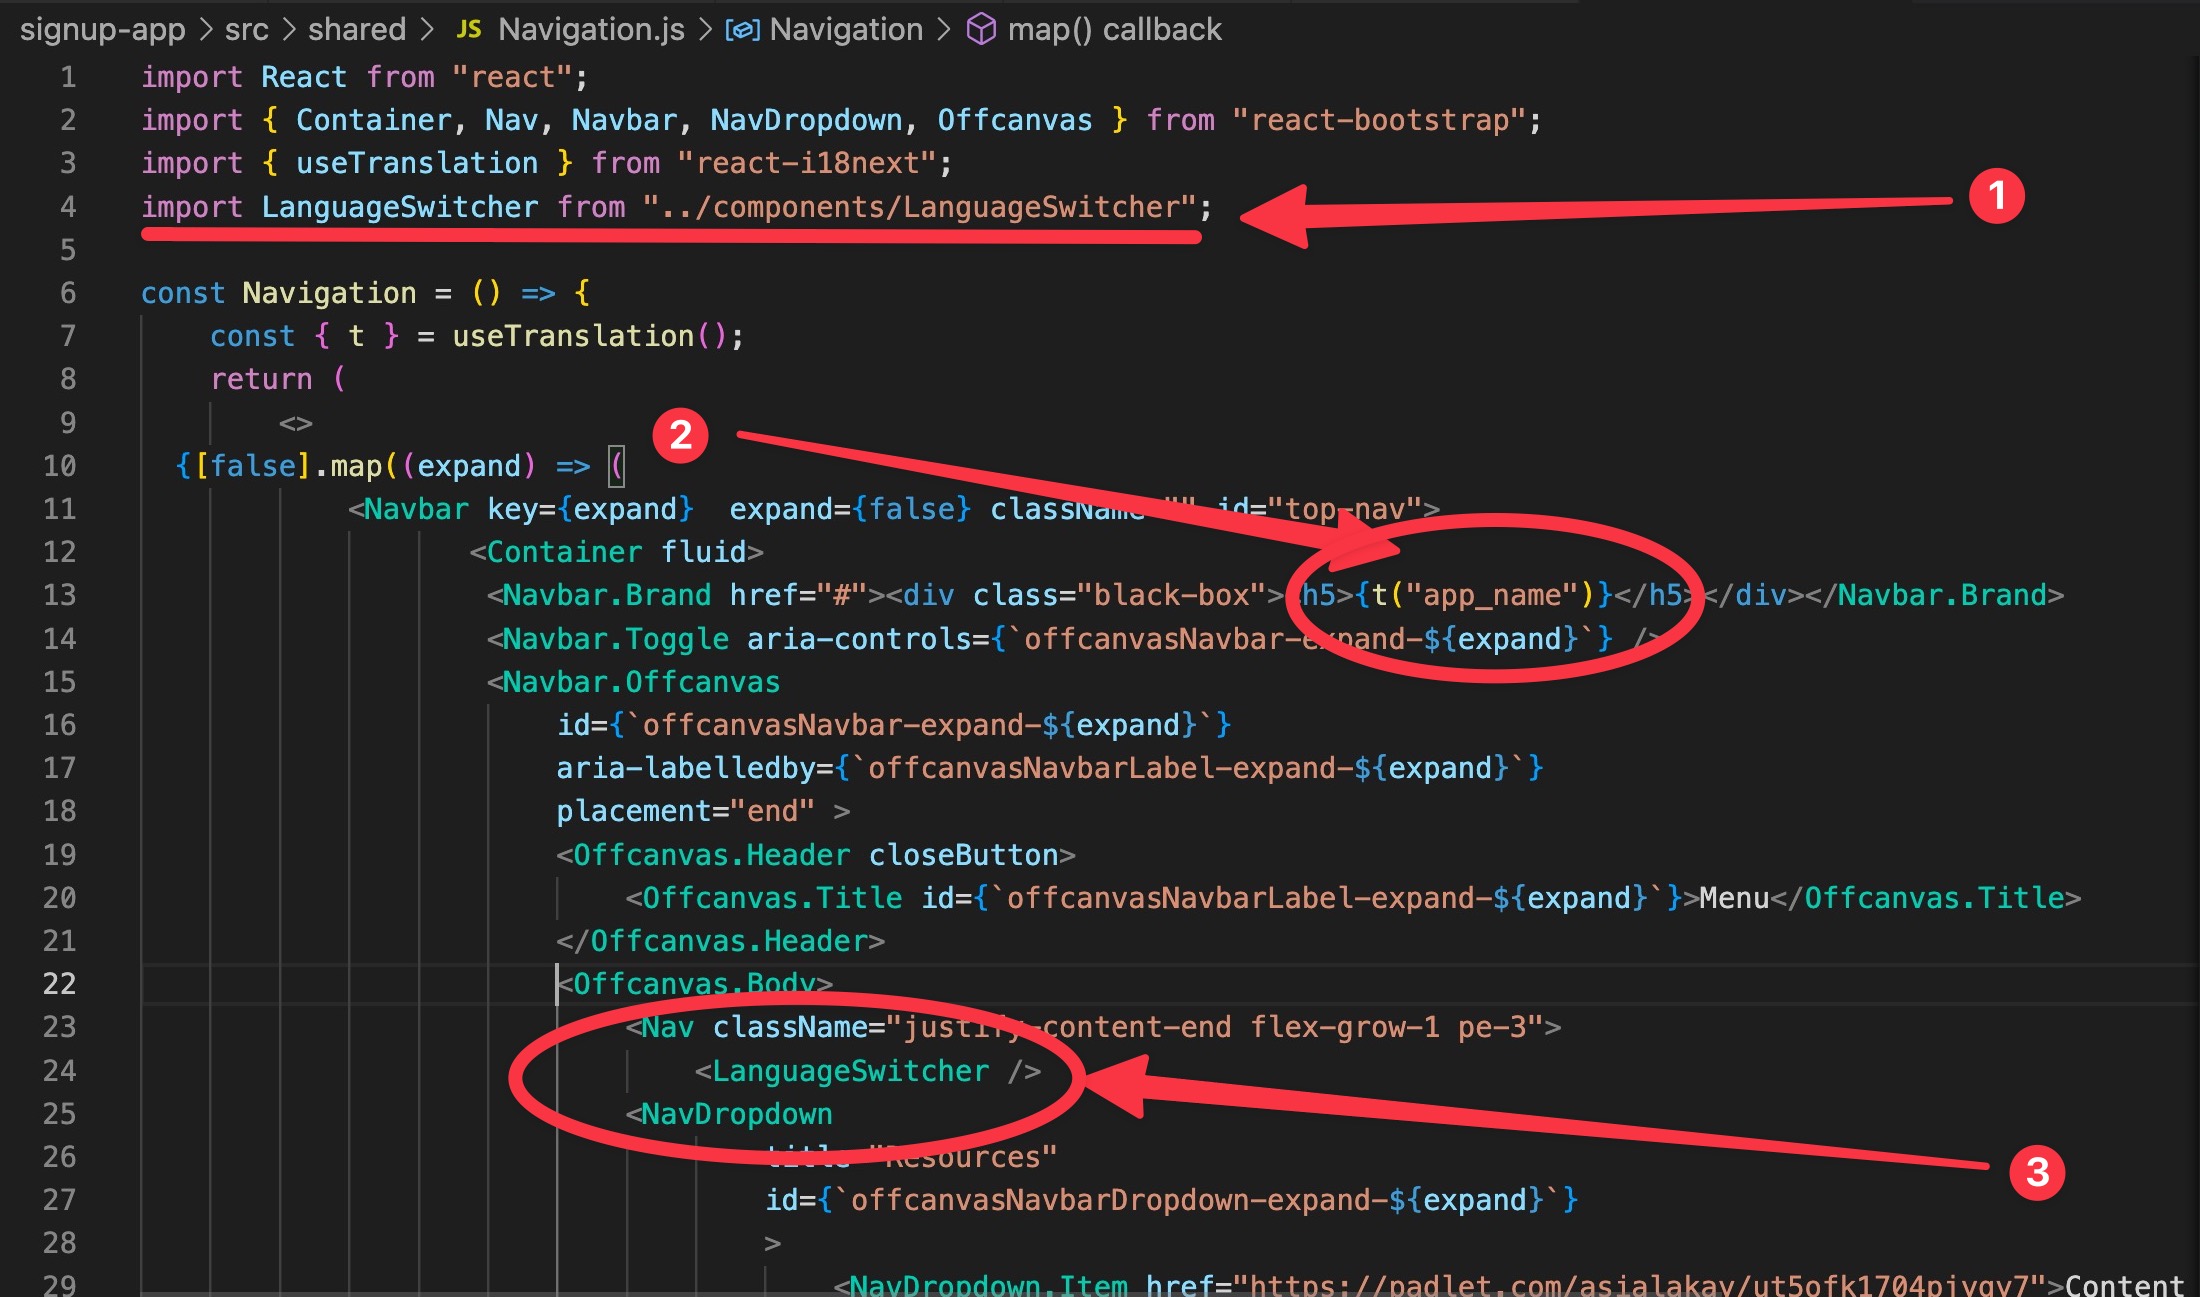 signup-app > src > shared > JS Navigation.js > Navigation > map() callback
1 import React from "react";
2 import { Container, Nav, Navbar, NavDropdown, Offcanvas } from "react-bootstrap";
3 import { useTranslation } from "react-i18next";
4 import LanguageSwitcher from "../components/LanguageSwitcher";
1
5
6 const Navigation = () => {
7 const { t } = useTranslation();
8 return (
9 <>
2
10 {[false].map((expand) => (
11 <Navbar key={expand} expand={false} className="" id="top-nav">
12 <Container fluid>
13 <Navbar.Brand href="#"><div class="black-box"><h5>{t("app_name")}</h5></div></Navbar.Brand>
14 <Navbar.Toggle aria-controls={`offcanvasNavbar-expand-${expand}`} />
15 <Navbar.Offcanvas
16 id={`offcanvasNavbar-expand-${expand}`}
17 aria-labelledby={`offcanvasNavbarLabel-expand-${expand}`}
18 placement="end" >
19 <Offcanvas.Header closeButton>
20 <Offcanvas.Title id={`offcanvasNavbarLabel-expand-${expand}`}>Menu</Offcanvas.Title>
21 </Offcanvas.Header>
22 <Offcanvas.Body>
23 <Nav className="justify-content-end flex-grow-1 pe-3">
24 <LanguageSwitcher />
25 <NavDropdown
26 title="Resources"
3
27 id={`offcanvasNavbarDropdown-expand-${expand}`}
28 >
29 <NavDropdown.Item href="https://padlet.com/asialakay/ut5ofk1704pjygv7">Content